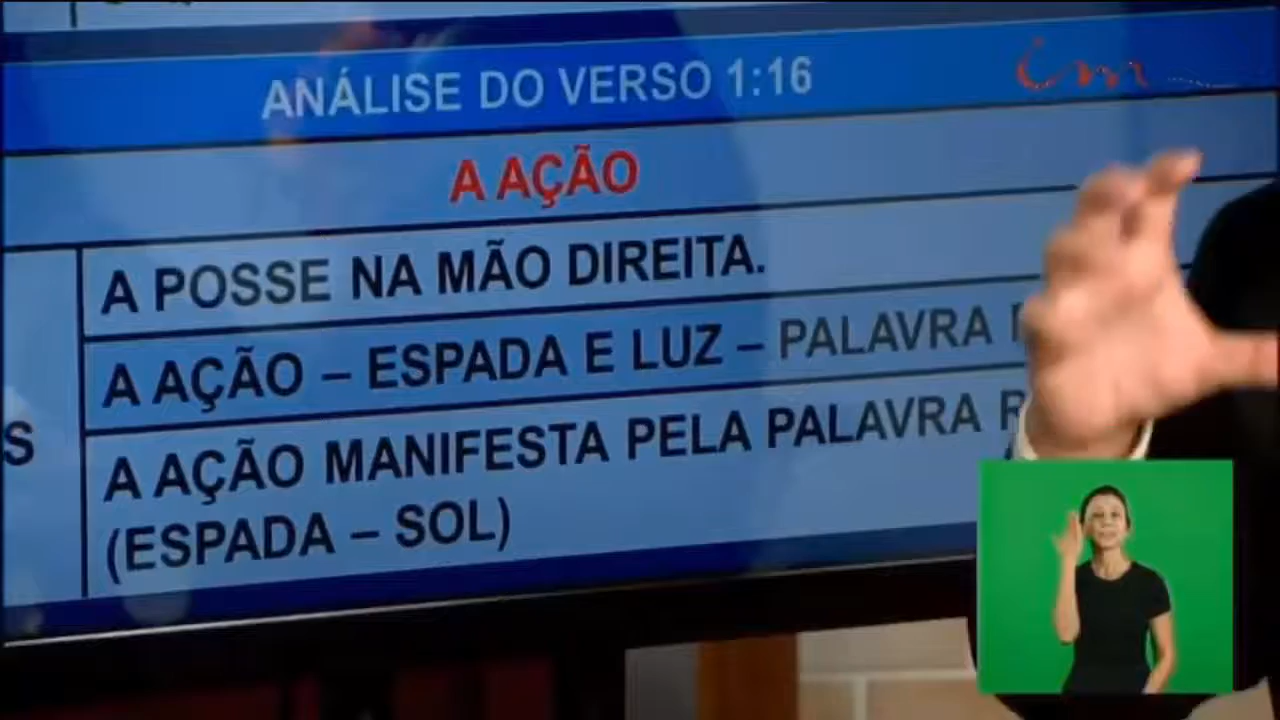 ANÁLISE DO VERSO 1:16
im
A AÇÃO
A POSSE NA MÃO DIREITA.
A AÇÃO – ESPADA E LUZ – PALAVRA
S
A AÇÃO MANIFESTA PELA PALAVRA R
(ESPADA – SOL)